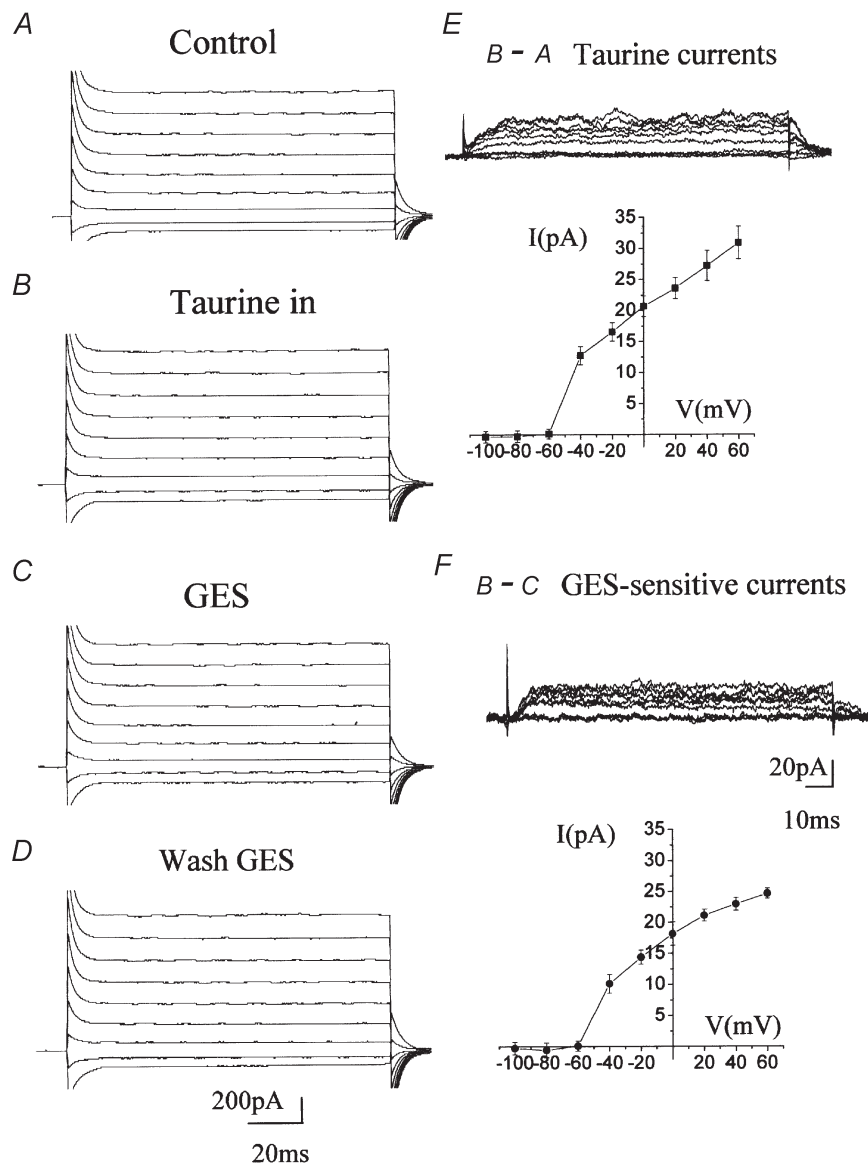 A
Control
B
Taurine in
C
GES
D
Wash GES
200pA
20ms
E
B - A Taurine currents
I(pA)
35
30
25
20
15
10
5
V(mV)
-100 -80 -60 -40 -20 20 40 60
F
B - C GES-sensitive currents
20pA
10ms
I(pA)
35
30
25
20
15
10
5
V(mV)
-100 -80 -60 -40 -20 20 40 60